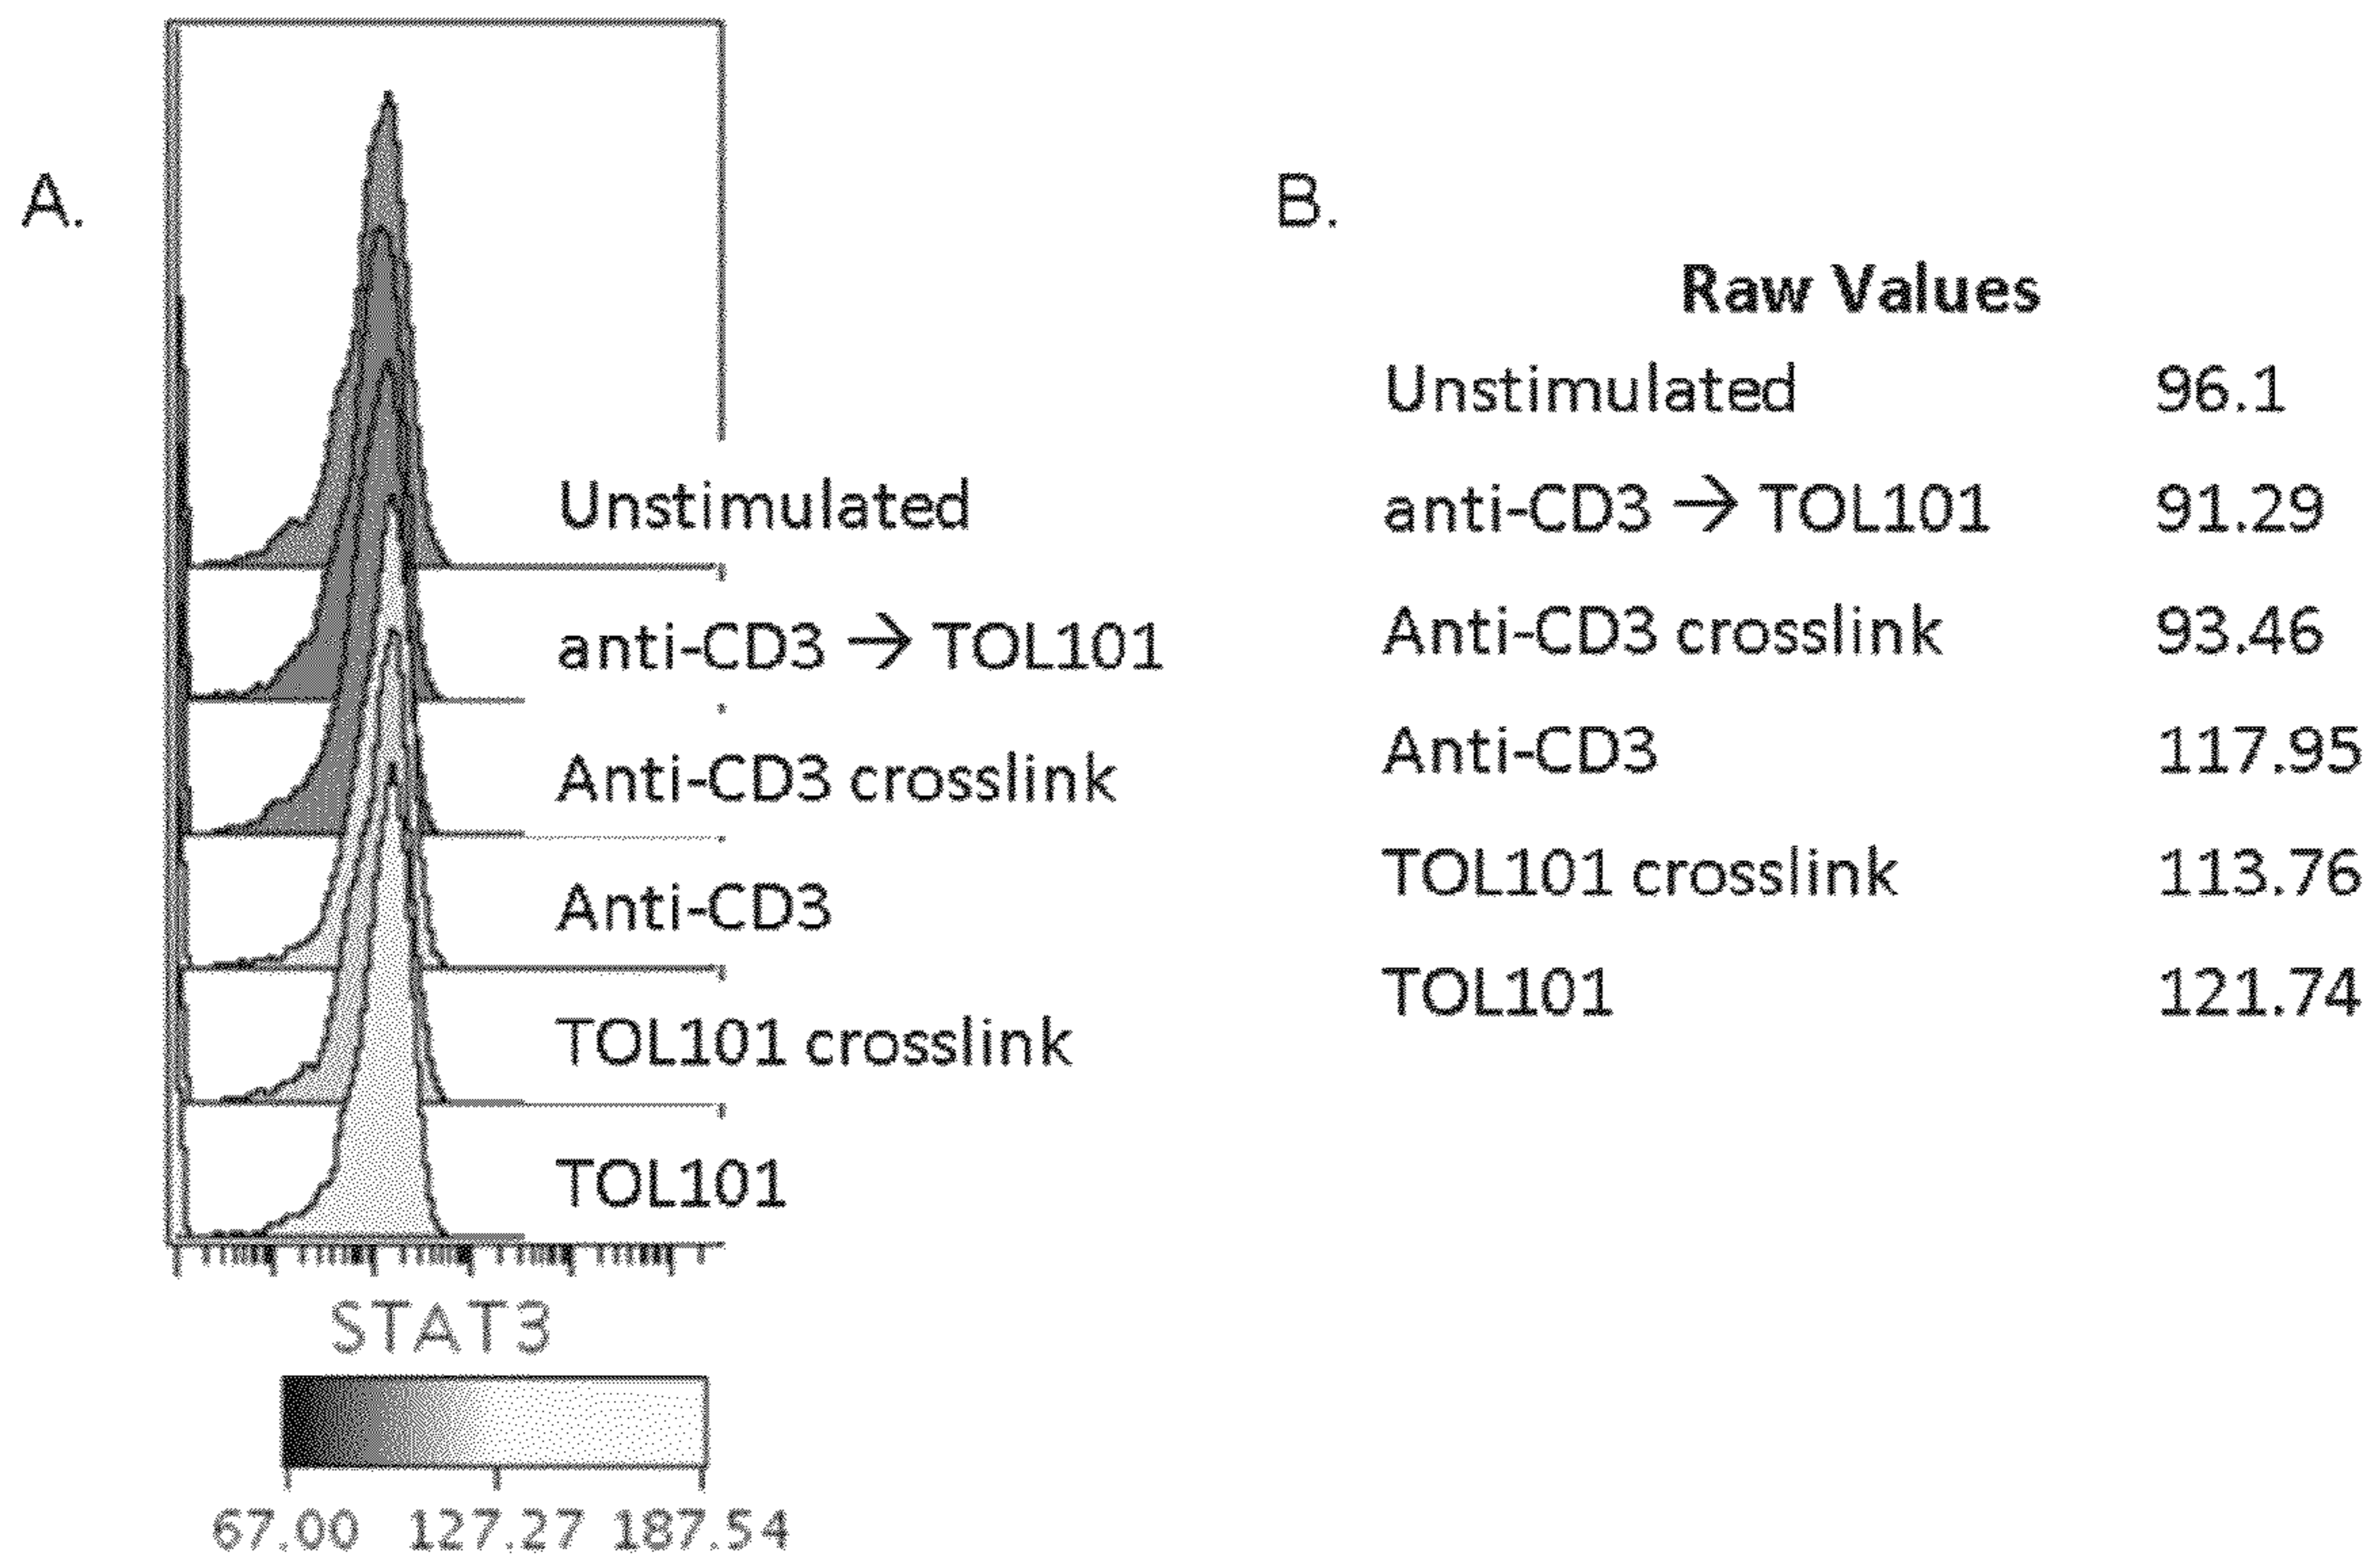 A.
Unstimulated
anti-CD3 → TOL101
Anti-CD3 crosslink
Anti-CD3
TOL101 crosslink
TOL101
STAT3
67.00 127.27 187.54
B.
Raw Values
Unstimulated 96.1
anti-CD3 → TOL101 91.29
Anti-CD3 crosslink 93.46
Anti-CD3 117.95
TOL101 crosslink 113.76
TOL101 121.74